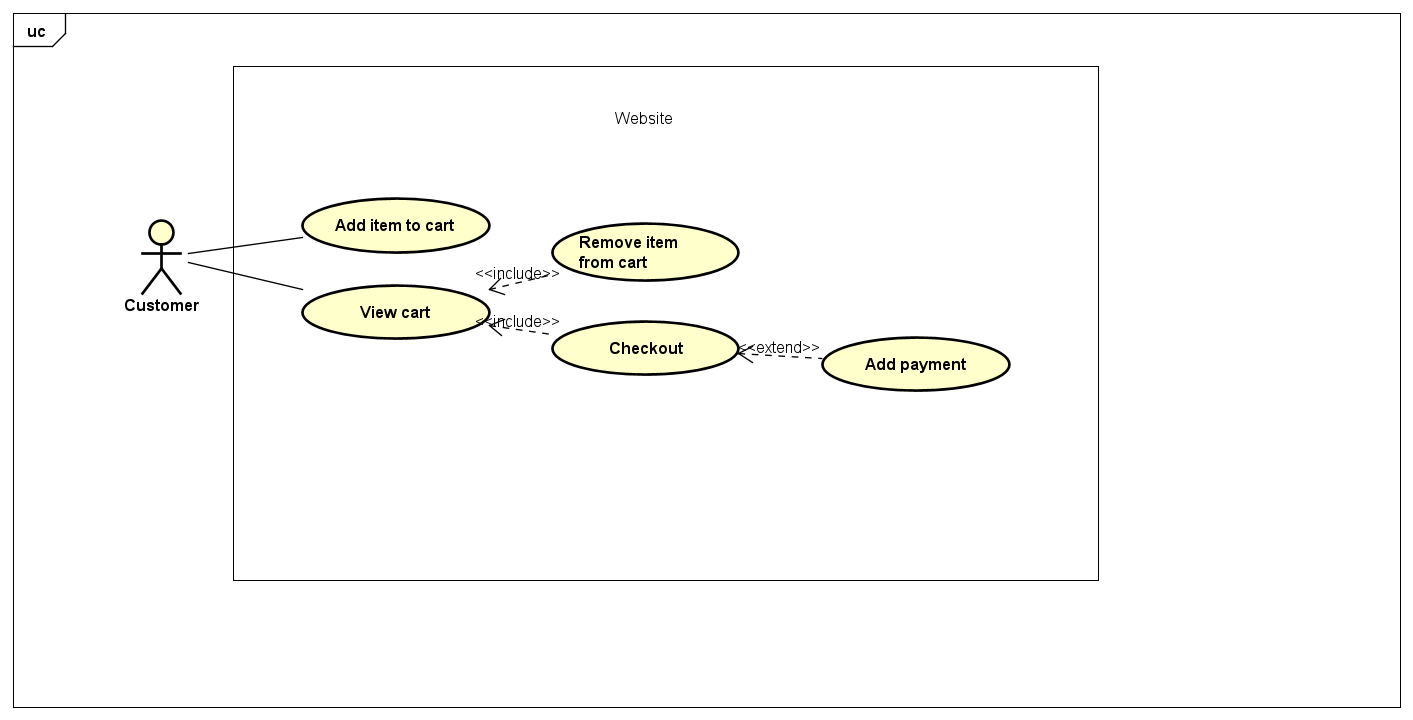 uc
Website
Add item to cart
Customer
View cart
<<include>>
Remove item
from cart
<<include>>
Checkout
<<extend>>
Add payment